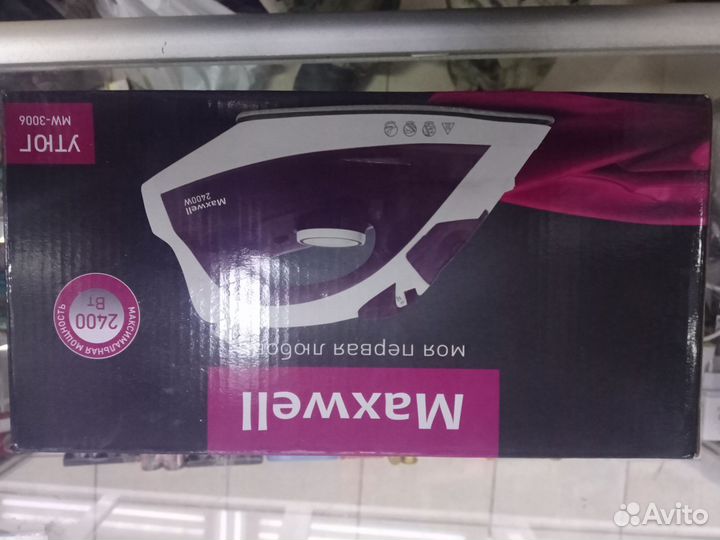 Maxwell
моя первая любовь
МАКСИМАЛЬНАЯ МОЩНОСТЬ
2400
Вт
Maxwell
2400W
УТЮГ
MW-3006
Avito